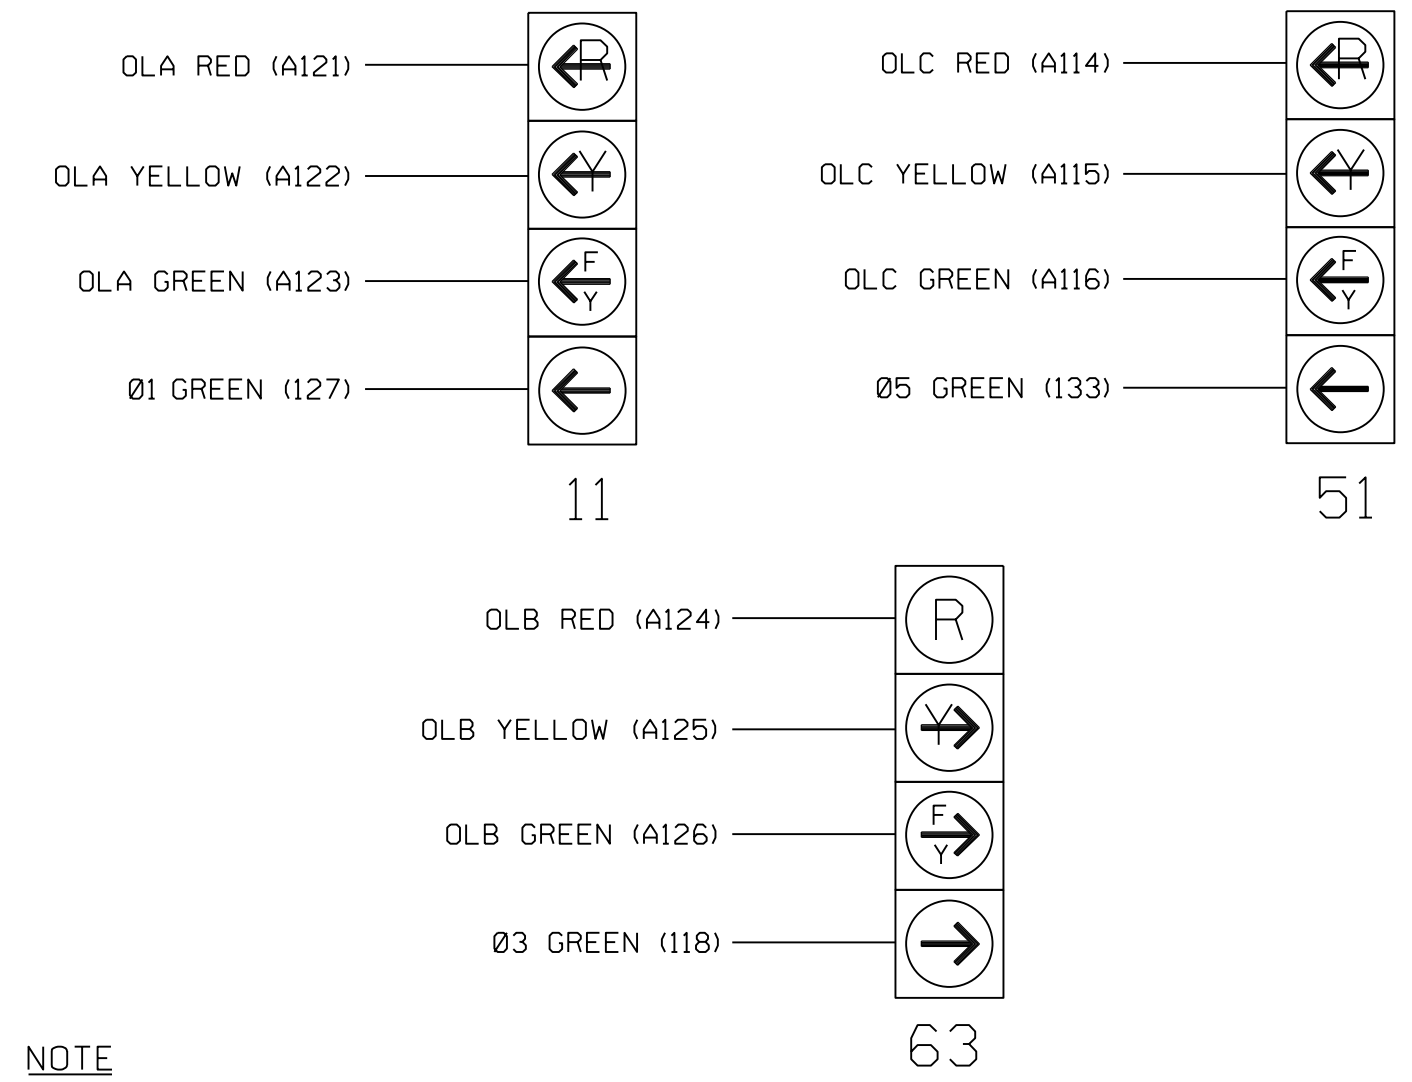 OLA RED (A121)
R
OLA YELLOW (A122)
Y
OLA GREEN (A123)
F
Y
Ø1 GREEN (127)
11
OLC RED (A114)
R
OLC YELLOW (A115)
Y
OLC GREEN (A116)
F
Y
Ø5 GREEN (133)
51
OLB RED (A124)
R
OLB YELLOW (A125)
Y
OLB GREEN (A126)
F
Y
Ø3 GREEN (118)
63
NOTE